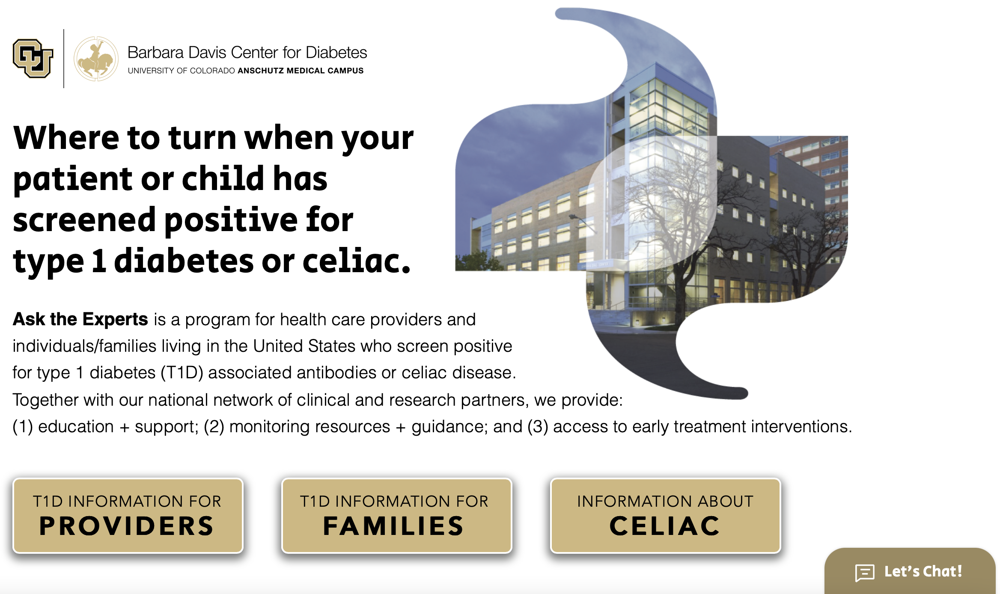 CU
Barbara Davis Center for Diabetes
UNIVERSITY OF COLORADO ANSCHUTZ MEDICAL CAMPUS
Where to turn when your
patient or child has
screened positive for
type 1 diabetes or celiac.
Ask the Experts is a program for health care providers and
individuals/families living in the United States who screen positive
for type 1 diabetes (T1D) associated antibodies or celiac disease.
Together with our national network of clinical and research partners, we provide:
(1) education + support; (2) monitoring resources + guidance; and (3) access to early treatment interventions.
T1D INFORMATION FOR
PROVIDERS
T1D INFORMATION FOR
FAMILIES
INFORMATION ABOUT
CELIAC
Let's Chat!